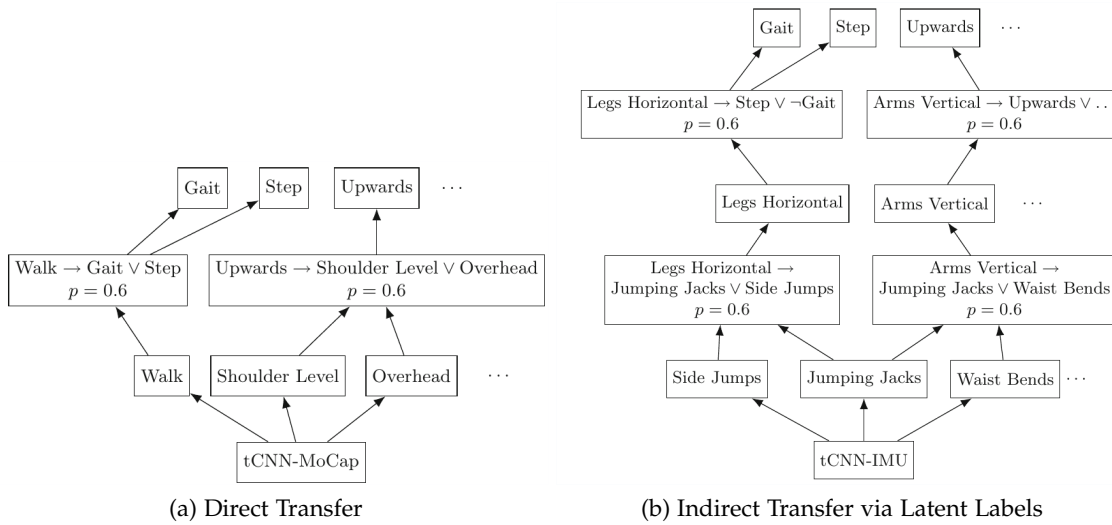 Gait
Step
Upwards
...
Walk → Gait ∨ Step
p = 0.6
Upwards → Shoulder Level ∨ Overhead
p = 0.6
Walk
Shoulder Level
Overhead
...
tCNN-MoCap
(a) Direct Transfer
Gait
Step
Upwards
...
Legs Horizontal → Step ∨ ¬Gait
p = 0.6
Arms Vertical → Upwards ∨ ..
p = 0.6
Legs Horizontal
Arms Vertical
...
Legs Horizontal →
Jumping Jacks ∨ Side Jumps
p = 0.6
Arms Vertical →
Jumping Jacks ∨ Waist Bends
p = 0.6
Side Jumps
Jumping Jacks
Waist Bends
...
tCNN-IMU
(b) Indirect Transfer via Latent Labels